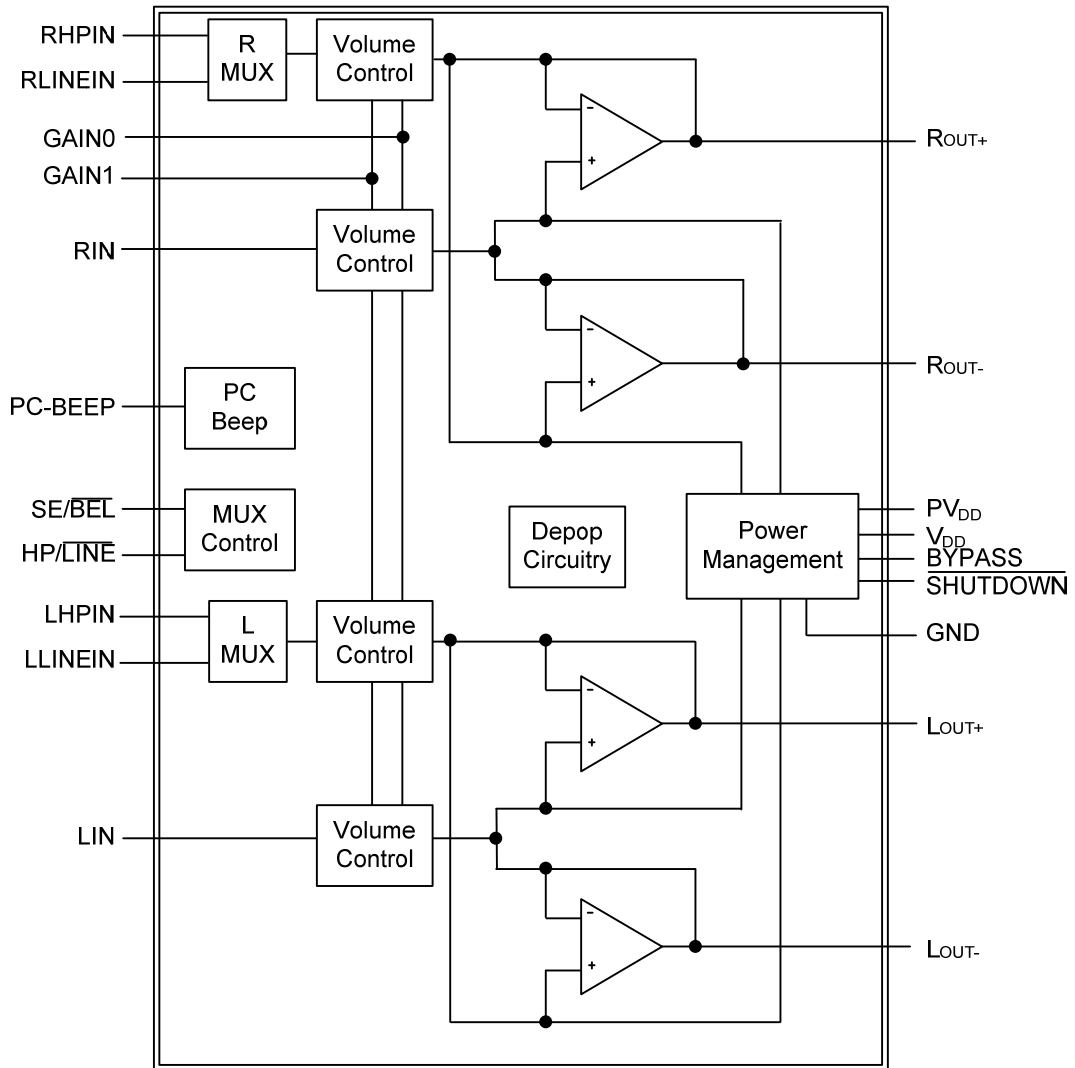 RHPIN
RLINEIN
GAIN0
GAIN1
RIN
PC-BEEP
SE/BEL
HP/LINE
LHPIN
LLINEIN
LIN
R
MUX
Volume
Control
Volume
Control
PC
Beep
MUX
Control
L
MUX
Volume
Control
Volume
Control
Depop
Circuitry
Power
Management
-
+
-
+
-
+
-
+
ROUT+
ROUT-
PVDD
VDD
BYPASS
SHUTDOWN
GND
LOUT+
LOUT-